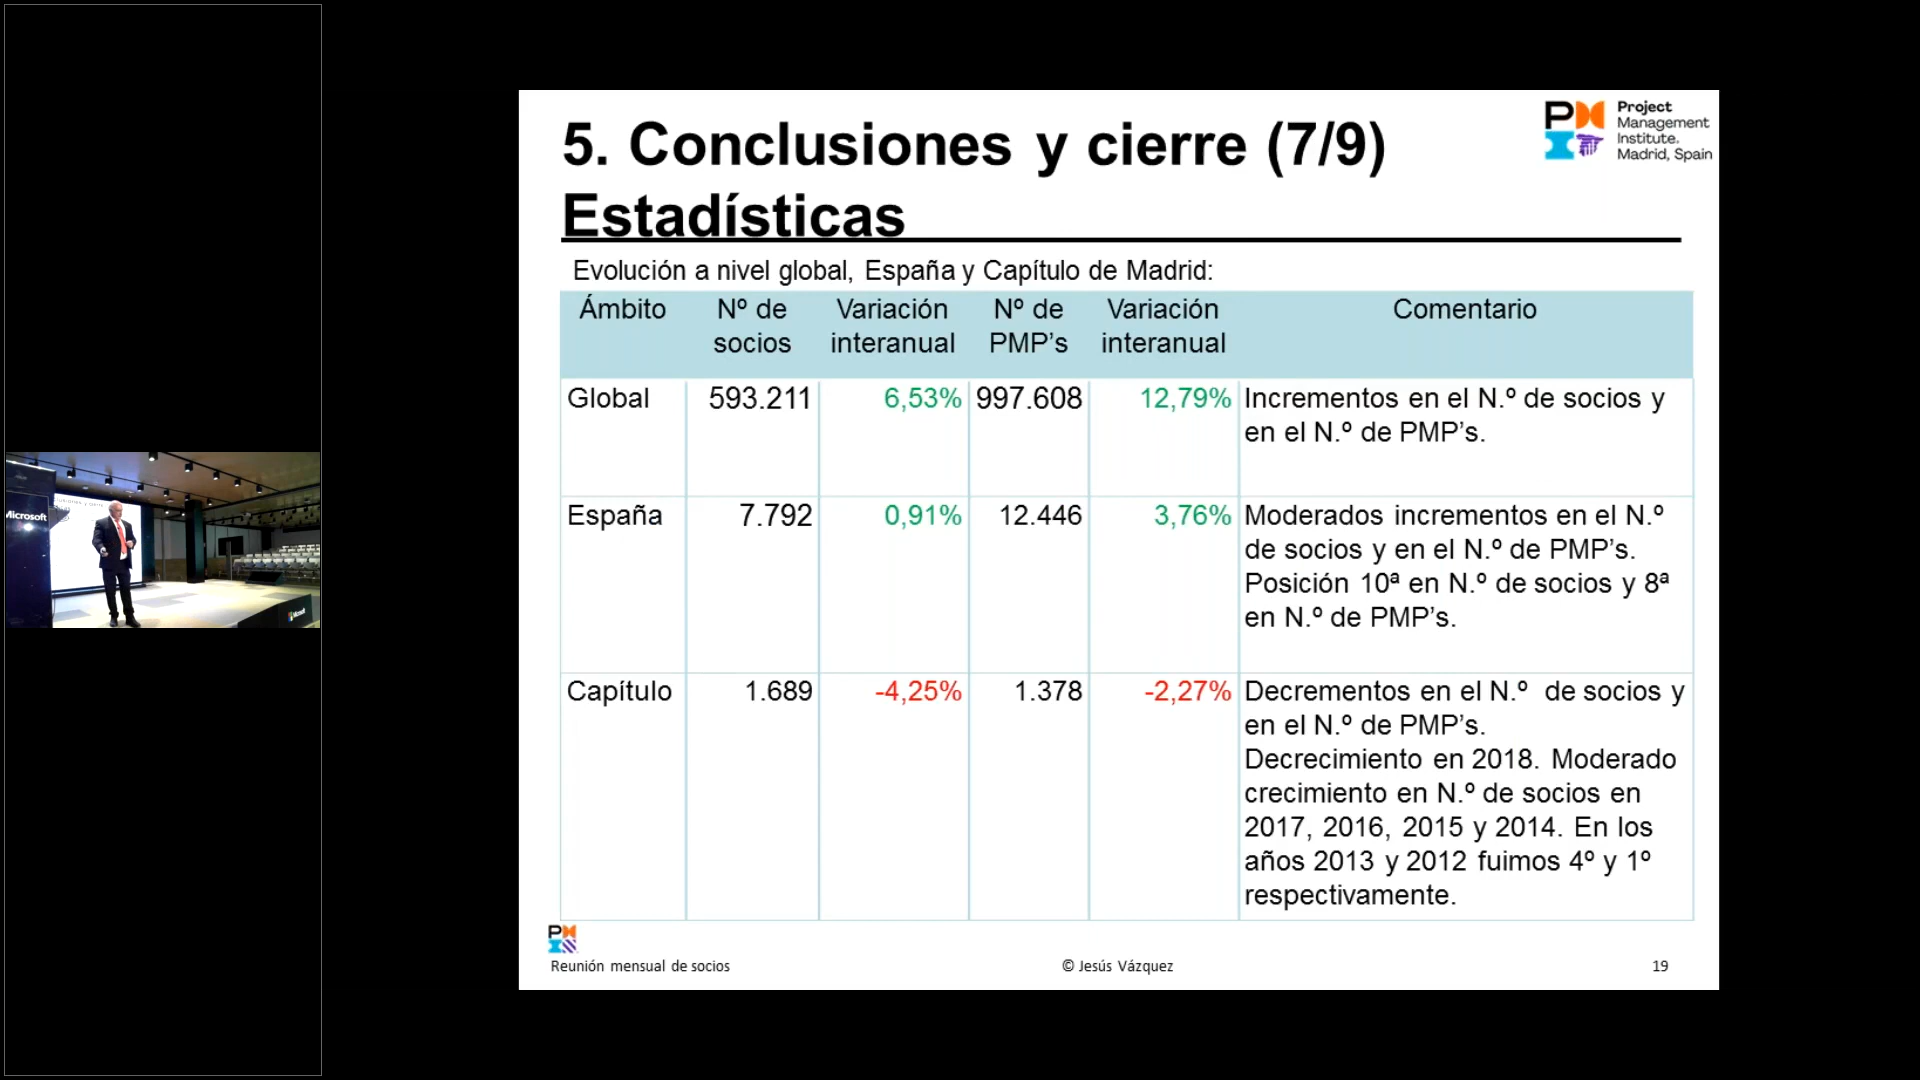 5. Conclusiones y cierre (7/9)
Estadísticas
Project
Management
Institute.
Madrid, Spain
Evolución a nivel global, España y Capítulo de Madrid:
Ámbito
Nº de
socios
Variación
interanual
Nº de
PMP’s
Variación
interanual
Comentario
Global
593.211
6,53%
997.608
12,79%
Incrementos en el N.º de socios y
en el N.º de PMP’s.
España
7.792
0,91%
12.446
3,76%
Moderados incrementos en el N.º
de socios y en el N.º de PMP’s.
Posición 10ª en N.º de socios y 8ª
en N.º de PMP’s.
Capítulo
1.689
-4,25%
1.378
-2,27%
Decrementos en el N.º de socios y
en el N.º de PMP’s.
Decrecimiento en 2018. Moderado
crecimiento en N.º de socios en
2017, 2016, 2015 y 2014. En los
años 2013 y 2012 fuimos 4º y 1º
respectivamente.
Reunión mensual de socios
© Jesús Vázquez
19
Microsoft
Microsoft